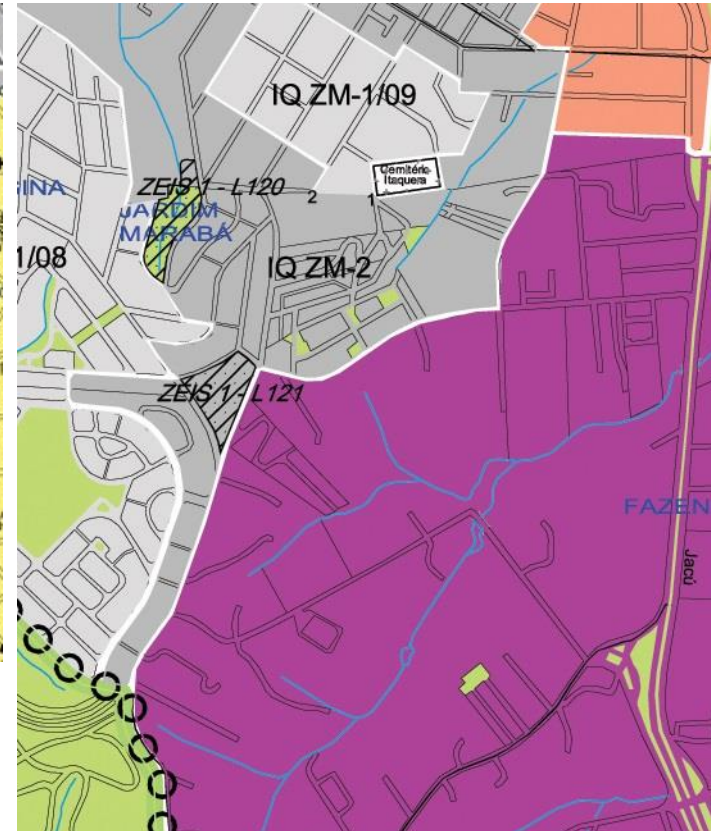 IQ ZM-1/09
Cemitério
Itaquera
ZEIS 1 - L120
2
1
INA
JARDIM
MARABÁ
1/08
IQ ZM-2
ZEIS 1 - L121
FAZEN
Jacú